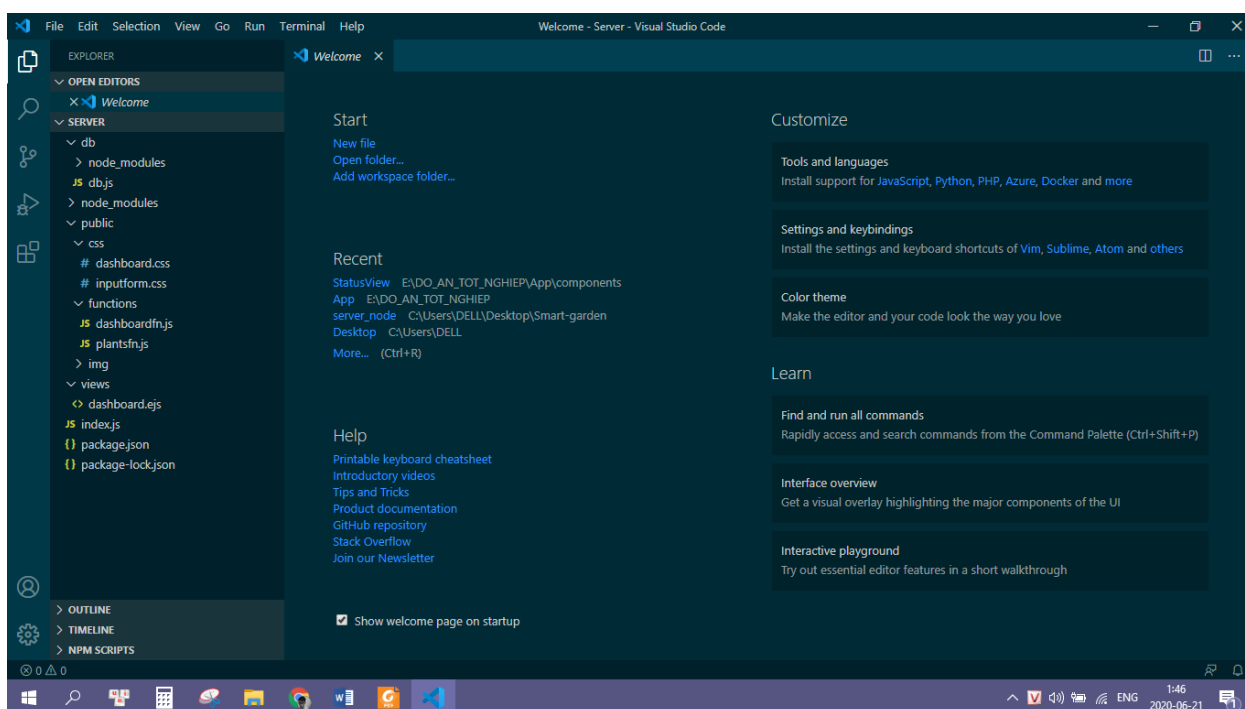 File Edit Selection View Go Run Terminal Help
Welcome - Server - Visual Studio Code
EXPLORER
OPEN EDITORS
Welcome
SERVER
db
node_modules
JS db.js
node_modules
public
css
# dashboard.css
# inputform.css
functions
JS dashboardfn.js
JS plantsfn.js
img
views
<> dashboard.ejs
JS index.js
{} package.json
{} package-lock.json
OUTLINE
TIMELINE
NPM SCRIPTS
Welcome
Start
New file
Open folder...
Add workspace folder...
Recent
StatusView E:\DO_AN_TOT_NGHIEP\App\components
App E:\DO_AN_TOT_NGHIEP
server_node C:\Users\DELL\Desktop\Smart-garden
Desktop C:\Users\DELL
More... (Ctrl+R)
Help
Printable keyboard cheatsheet
Introductory videos
Tips and Tricks
Product documentation
GitHub repository
Stack Overflow
Join our Newsletter
Show welcome page on startup
Customize
Tools and languages
Install support for JavaScript, Python, PHP, Azure, Docker and more
Settings and keybindings
Install the settings and keyboard shortcuts of Vim, Sublime, Atom and others
Color theme
Make the editor and your code look the way you love
Learn
Find and run all commands
Rapidly access and search commands from the Command Palette (Ctrl+Shift+P)
Interface overview
Get a visual overlay highlighting the major components of the UI
Interactive playground
Try out essential editor features in a short walkthrough
0 0
ENG
1:46
2020-06-21